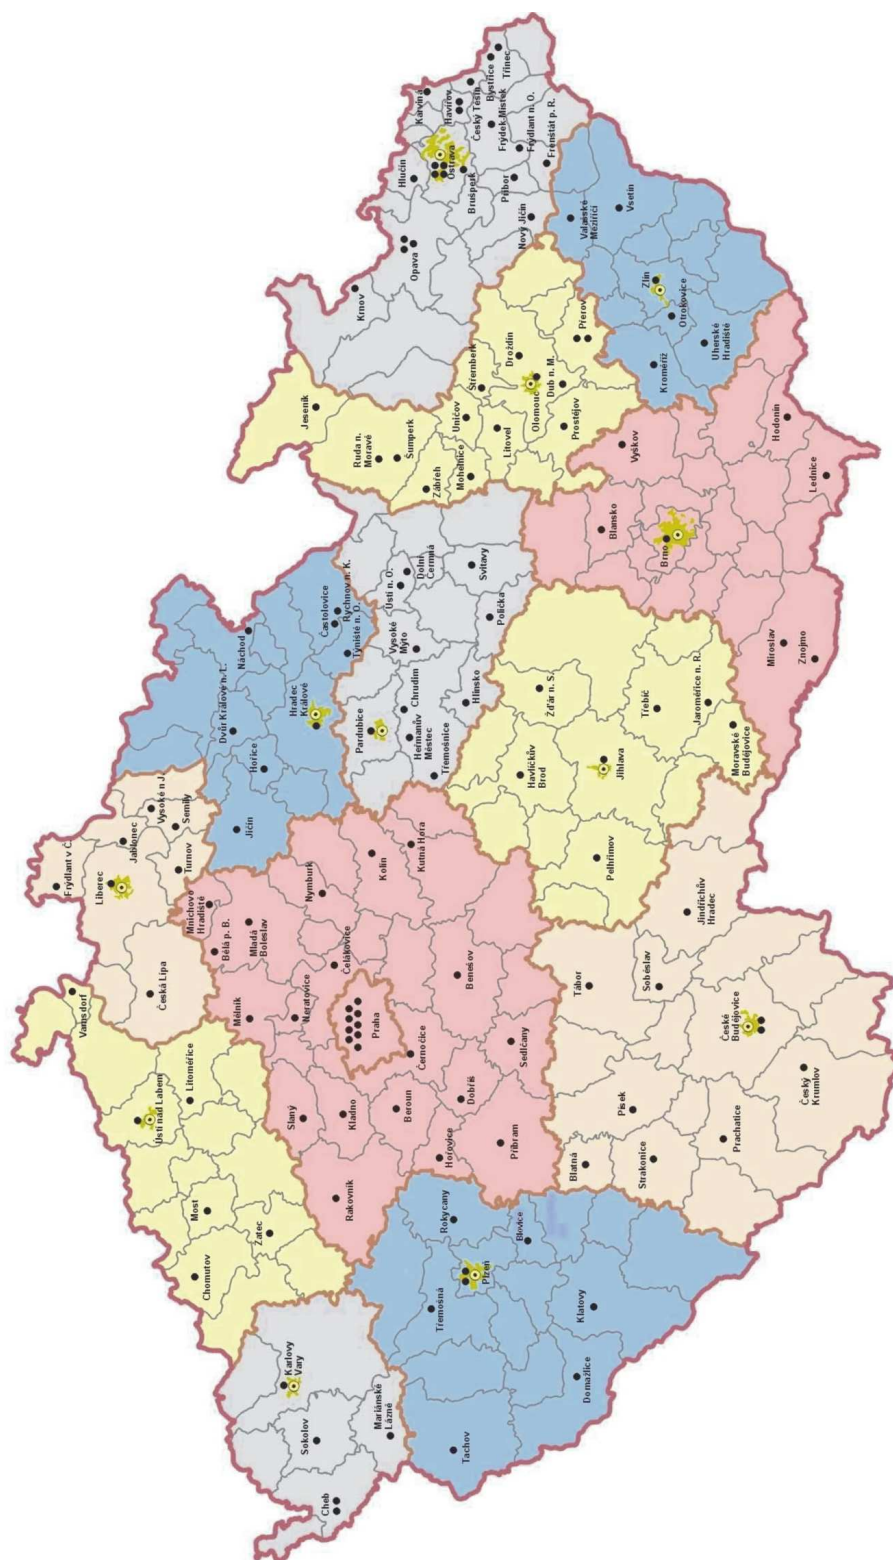 Frýdlant v Č.
Liberec
Jablonec
Vysoké n J.
Semily
Turnov
Česká Lípa
Varnsdorf
Ústí nad Labem
Litoměřice
Most
Chomutov
Žatec
Karlovy
Vary
Sokolov
Mariánské
Lázně
Cheb
Tachov
Domažlice
Klatovy
Třemošná
Plzeň
Rokycany
Blovice
Rakovník
Slaný
Kladno
Beroun
Hořovice
Příbram
Dobříš
Sedlčany
Černočice
Praha
Benešov
Mělník
Neratovice
Čelákovice
Bělá p. B.
Mnichovo
Hradiště
Mladá
Boleslav
Nymburk
Kolín
Kutná Hora
Jičín
Hořice
Dvůr Králové n. L.
Náchod
Hradec
Králové
Častolovice
Rychnov n. K.
Týniště n. O.
Pardubice
Chrudim
Heřmanův
Městec
Třemošnice
Hlinsko
Vysoké
Mýto
Ústí n. O.
Dolní
Čermná
Svitavy
Polička
Blatná
Strakonice
Písek
Prachatice
Český
Krumlov
České
Budějovice
Tábor
Soběslav
Jindřichův
Hradec
Pelhřimov
Havlíčkův
Brod
Jihlava
Žďár n. S.
Třebíč
Jaroměřice n. R.
Moravské
Budějovice
Znojmo
Miroslav
Brno
Blansko
Vyškov
Hodonín
Lednice
Jeseník
Ruda n.
Moravě
Šumperk
Zábřeh
Mohelnice
Uničov
Litovel
Šternberk
Olomouc
Droždín
Dub n. M.
Prostějov
Přerov
Kroměříž
Uherské
Hradiště
Otrokovice
Zlín
Vsetín
Valašské
Meziříčí
Krnov
Opava
Hlučín
Ostrava
Brušperk
Příbor
Nový Jičín
Karviná
Havířov
Český Těšín
Bystřice
Třinec
Frýdek Místek
Frýdlant n. O.
Frenštát p. R.